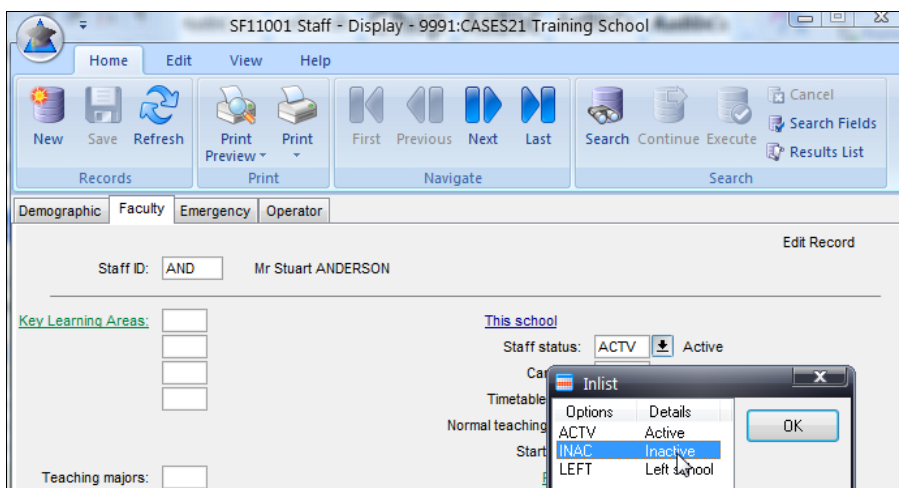 SF11001 Staff - Display - 9991:CASES21 Training School
Home Edit View Help
New Save Refresh Print Preview Print First Previous Next Last Search Continue Execute Cancel
Search Fields
Results List
Records Print Navigate Search
Demographic Faculty Emergency Operator
Edit Record
Staff ID: AND Mr Stuart ANDERSON
Key Learning Areas: This school
Staff status: ACTV Active
Inlist
Timetable
Options Details
Normal teaching
ACTV Active OK
Start
INAC Inactive
LEFT Left school
Teaching majors: